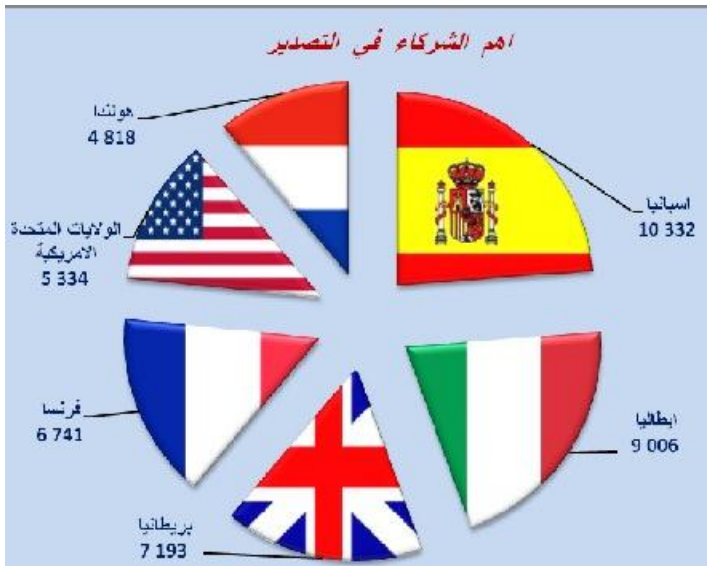 اهم الشركاء في التصدير
هولندا
4 818
اسبانيا
10 332
الولايات المتحدة
الامريكية
5 334
فرنسا
6 741
ايطاليا
9 006
بريطانيا
7 193